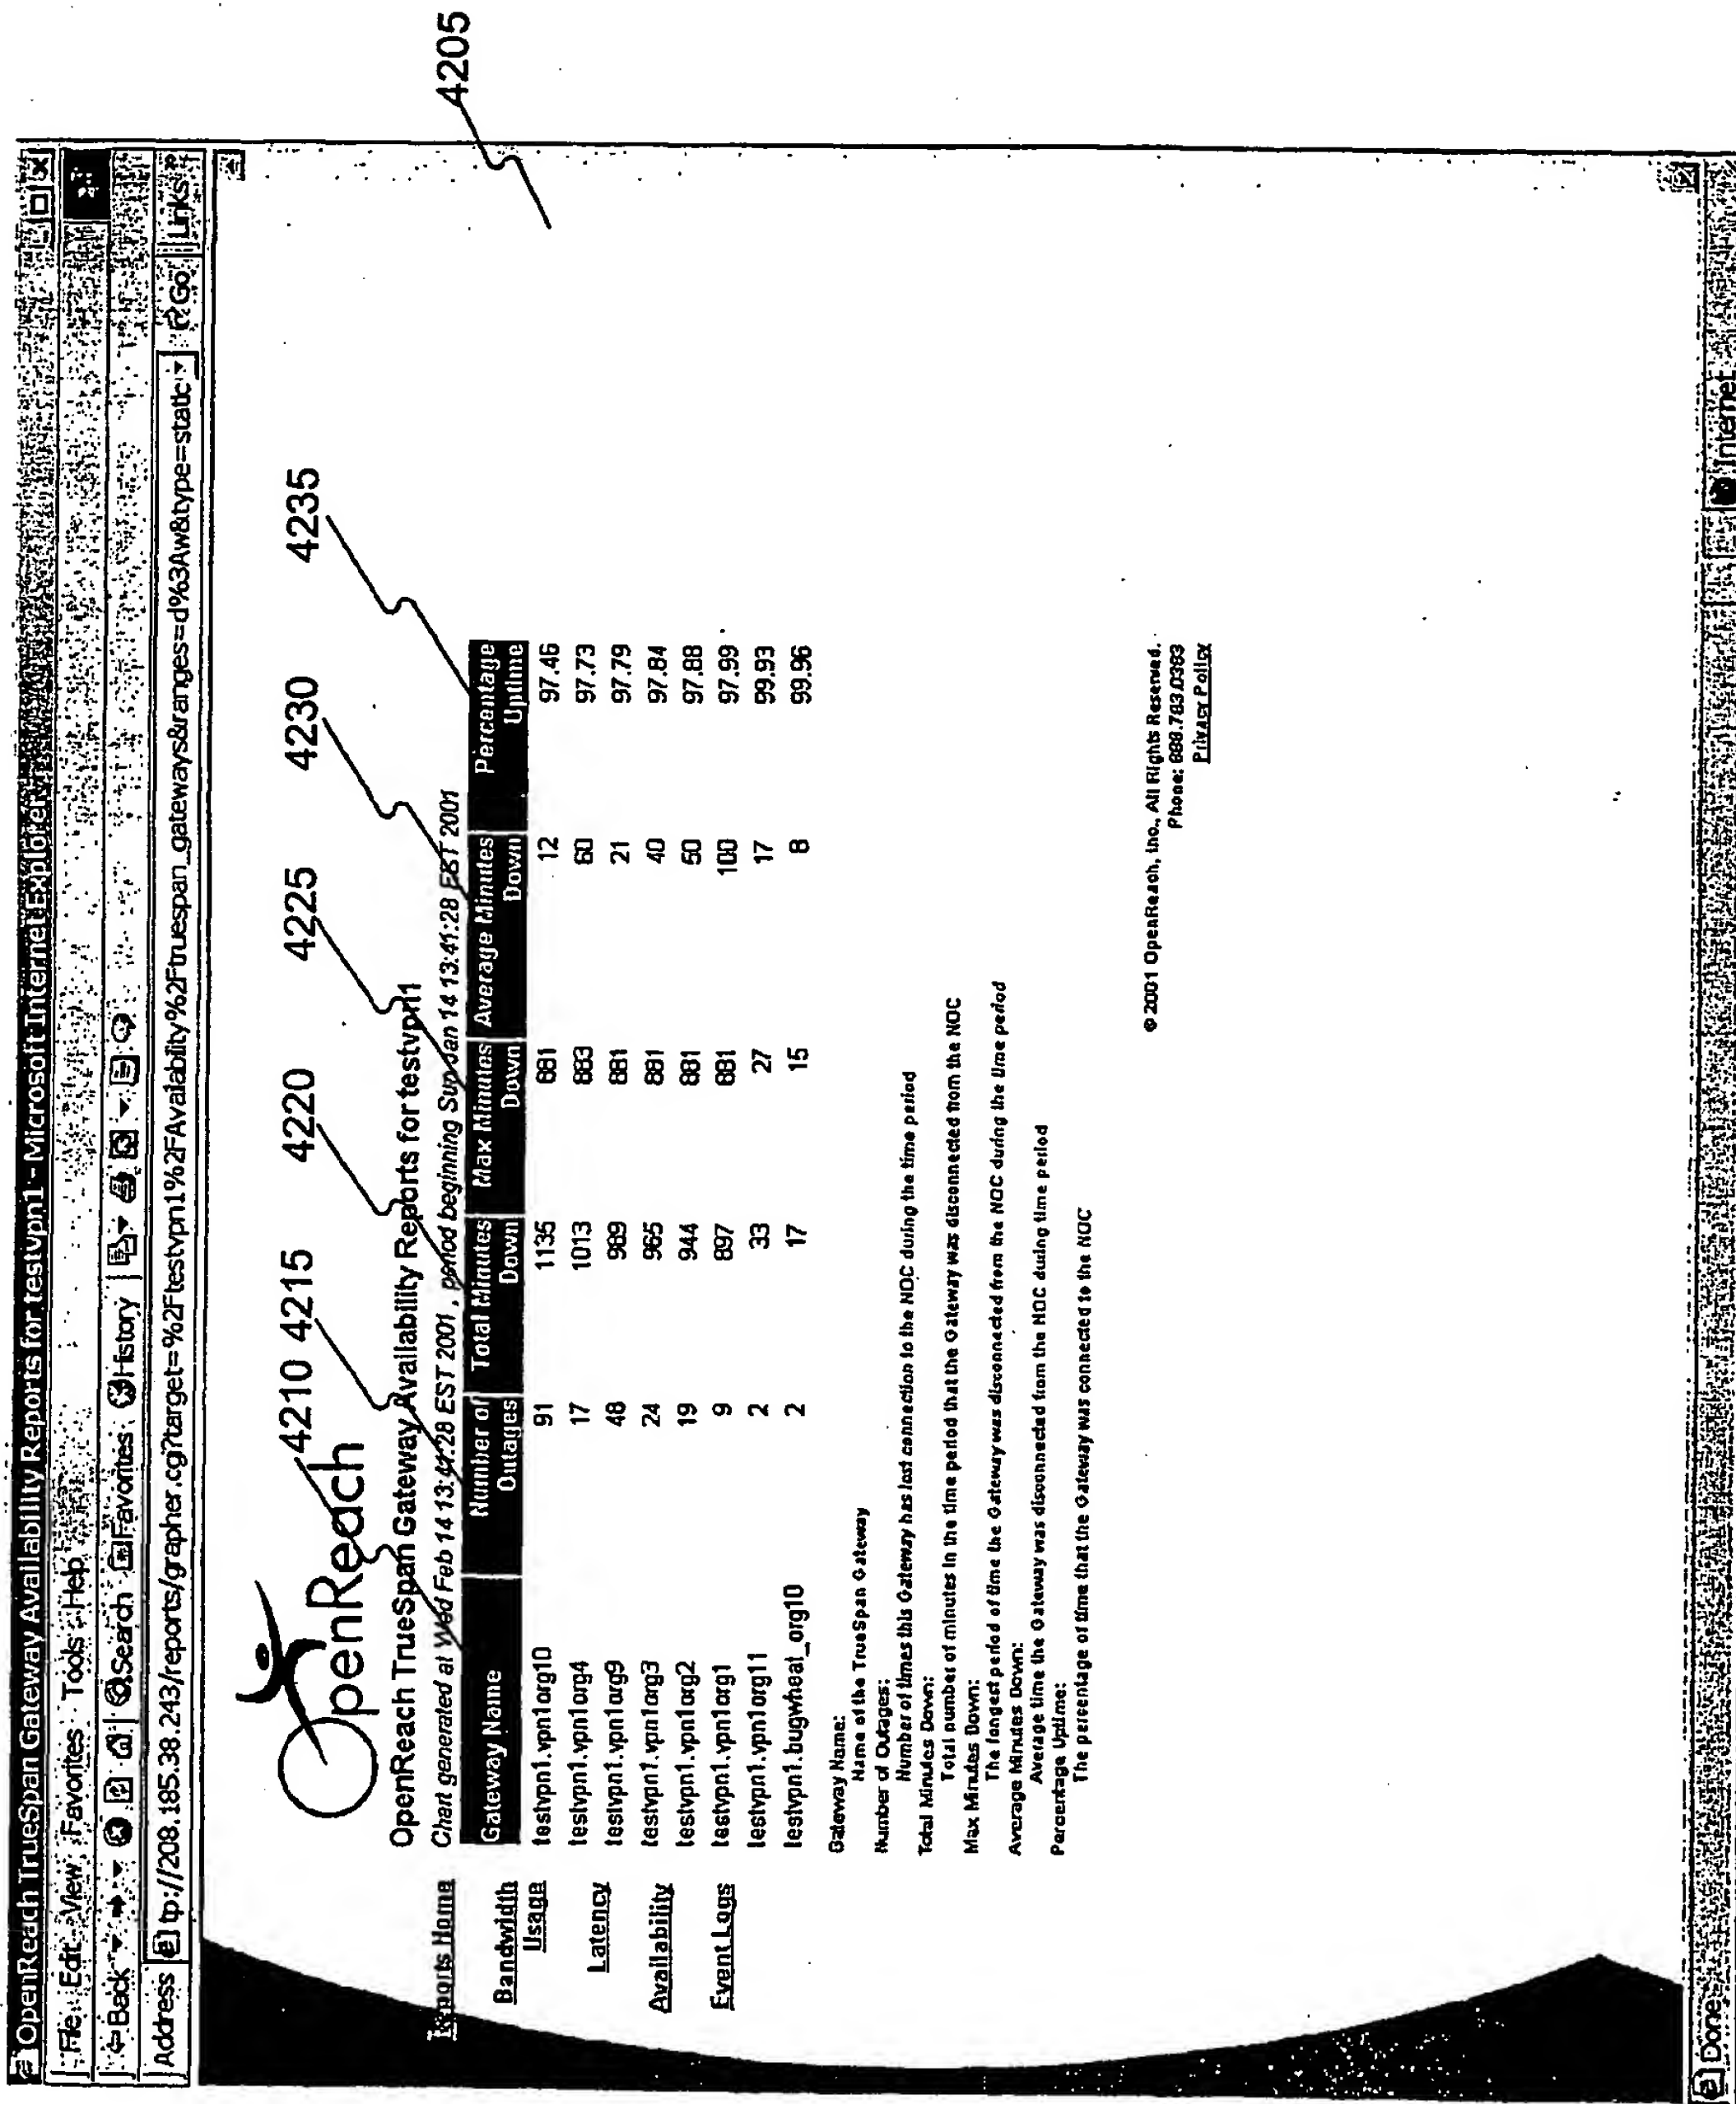 OpenReach TrueSpan Gateway Availability Reports for testvpn1 - Microsoft Internet Explorer
File Edit View Favorites Tools Help
Back Search Favorites History
Address tp://208.185.38.243/reports/grapher.cgi?target=%2Ftestvpn1%2FAvailability%2Ftruespan_gateways&ranges=d%3Aw&type=static Go Links
4205
4210 4215 4220 4225 4230 4235
OpenReach
OpenReach TrueSpan Gateway Availability Reports for testvpn1
Chart generated at Wed Feb 14 13:41:28 EST 2001, period beginning Sun Jan 14 13:41:28 EST 2001
Reports Home
Bandwidth Usage
Latency
Availability
Event Logs
Gateway Name Number of Outages Total Minutes Down Max Minutes Down Average Minutes Down Percentage Uptime
testvpn1.vpn1org10 91 1135 881 12 97.46
testvpn1.vpn1org4 17 1013 883 60 97.73
testvpn1.vpn1org9 48 989 881 21 97.79
testvpn1.vpn1org3 24 965 881 40 97.84
testvpn1.vpn1org2 19 944 881 50 97.88
testvpn1.vpn1org1 9 897 881 100 97.99
testvpn1.vpn1org11 2 33 27 17 99.93
testvpn1.bugwheat_org10 2 17 15 8 99.96
Gateway Name:
Name of the TrueSpan Gateway
Number of Outages:
Number of times this Gateway has lost connection to the NOC during the time period
Total Minutes Down:
Total number of minutes in the time period that the Gateway was disconnected from the NOC
Max Minutes Down:
The longest period of time the Gateway was disconnected from the NOC during the time period
Average Minutes Down:
Average time the Gateway was disconnected from the NOC during time period
Percentage Uptime:
The percentage of time that the Gateway was connected to the NOC
© 2001 OpenReach, Inc., All Rights Reserved.
Phone: 888.783.0383
Privacy Policy
Done Internet